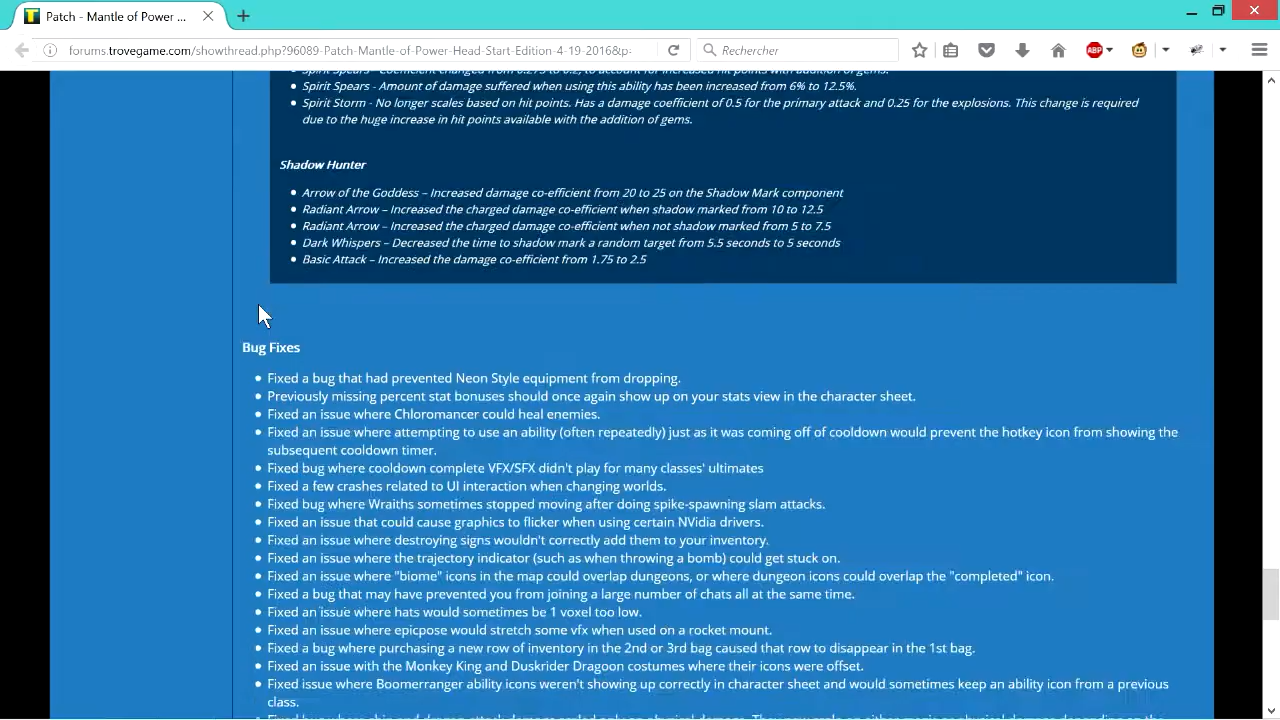 Patch - Mantle of Power ...
forums.trovegame.com/showthread.php?96089-Patch-Mantle-of-Power-Head-Start-Edition-4-19-2016&p=
Rechercher
ABP
Spirit Spears - Coefficient changed from 0.275 to 0.2, to account for increased hit points with addition of gems.
Spirit Spears - Amount of damage suffered when using this ability has been increased from 6% to 12.5%.
Spirit Storm - No longer scales based on hit points. Has a damage coefficient of 0.5 for the primary attack and 0.25 for the explosions. This change is required
due to the huge increase in hit points available with the addition of gems.
Shadow Hunter
Arrow of the Goddess – Increased damage co-efficient from 20 to 25 on the Shadow Mark component
Radiant Arrow – Increased the charged damage co-efficient when shadow marked from 10 to 12.5
Radiant Arrow – Increased the charged damage co-efficient when not shadow marked from 5 to 7.5
Dark Whispers – Decreased the time to shadow mark a random target from 5.5 seconds to 5 seconds
Basic Attack – Increased the damage co-efficient from 1.75 to 2.5
Bug Fixes
Fixed a bug that had prevented Neon Style equipment from dropping.
Previously missing percent stat bonuses should once again show up on your stats view in the character sheet.
Fixed an issue where Chloromancer could heal enemies.
Fixed an issue where attempting to use an ability (often repeatedly) just as it was coming off of cooldown would prevent the hotkey icon from showing the
subsequent cooldown timer.
Fixed bug where cooldown complete VFX/SFX didn't play for many classes' ultimates
Fixed a few crashes related to UI interaction when changing worlds.
Fixed bug where Wraiths sometimes stopped moving after doing spike-spawning slam attacks.
Fixed an issue that could cause graphics to flicker when using certain NVidia drivers.
Fixed an issue where destroying signs wouldn't correctly add them to your inventory.
Fixed an issue where the trajectory indicator (such as when throwing a bomb) could get stuck on.
Fixed an issue where "biome" icons in the map could overlap dungeons, or where dungeon icons could overlap the "completed" icon.
Fixed a bug that may have prevented you from joining a large number of chats all at the same time.
Fixed an issue where hats would sometimes be 1 voxel too low.
Fixed an issue where epicpose would stretch some vfx when used on a rocket mount.
Fixed a bug where purchasing a new row of inventory in the 2nd or 3rd bag caused that row to disappear in the 1st bag.
Fixed an issue with the Monkey King and Duskrider Dragoon costumes where their icons were offset.
Fixed issue where Boomerranger ability icons weren't showing up correctly in character sheet and would sometimes keep an ability icon from a previous
class.